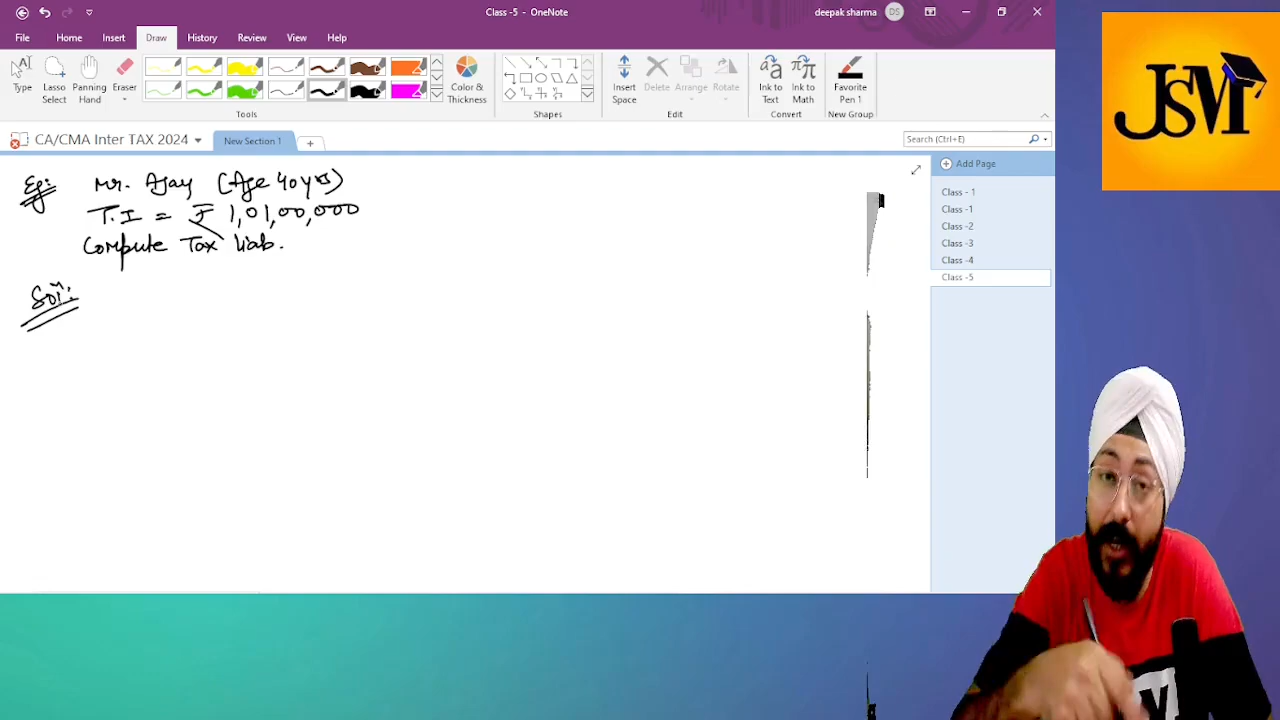 Class -5 - OneNote
deepak sharma
DS
File Home Insert Draw History Review View Help
Type
Lasso Select
Panning Hand
Eraser
Color & Thickness
Insert Space
Delete
Arrange
Rotate
Ink to Text
Ink to Math
Favorite Pen 1
Tools
Shapes
Edit
Convert
New Group
CA/CMA Inter TAX 2024
New Section 1
Search (Ctrl+E)
Add Page
Class - 1
Class -1
Class -2
Class -3
Class -4
Class -5
Eg:- Mr. Ajay (Age 40 yrs)
T.I = ₹ 1,01,00,000
Compute Tax liab.
Solⁿ:
JSM